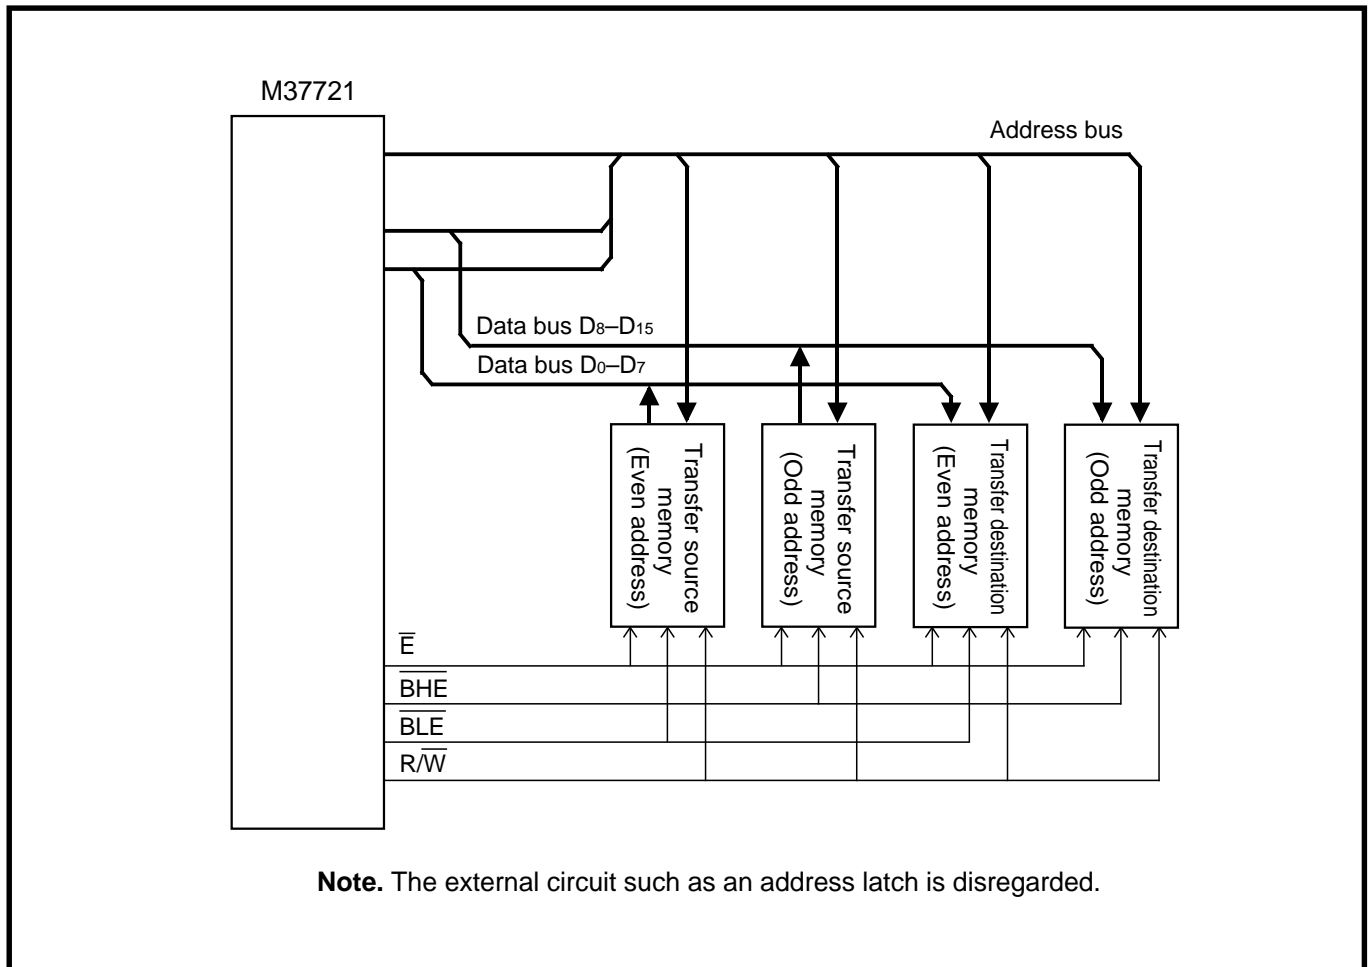 M37721
Address bus
Data bus D8–D15
Data bus D0–D7
Transfer source
memory
(Even address)
Transfer source
memory
(Odd address)
Transfer destination
memory
(Even address)
Transfer destination
memory
(Odd address)
E̅
B̅H̅E̅
B̅L̅E̅
R/W̅
Note. The external circuit such as an address latch is disregarded.